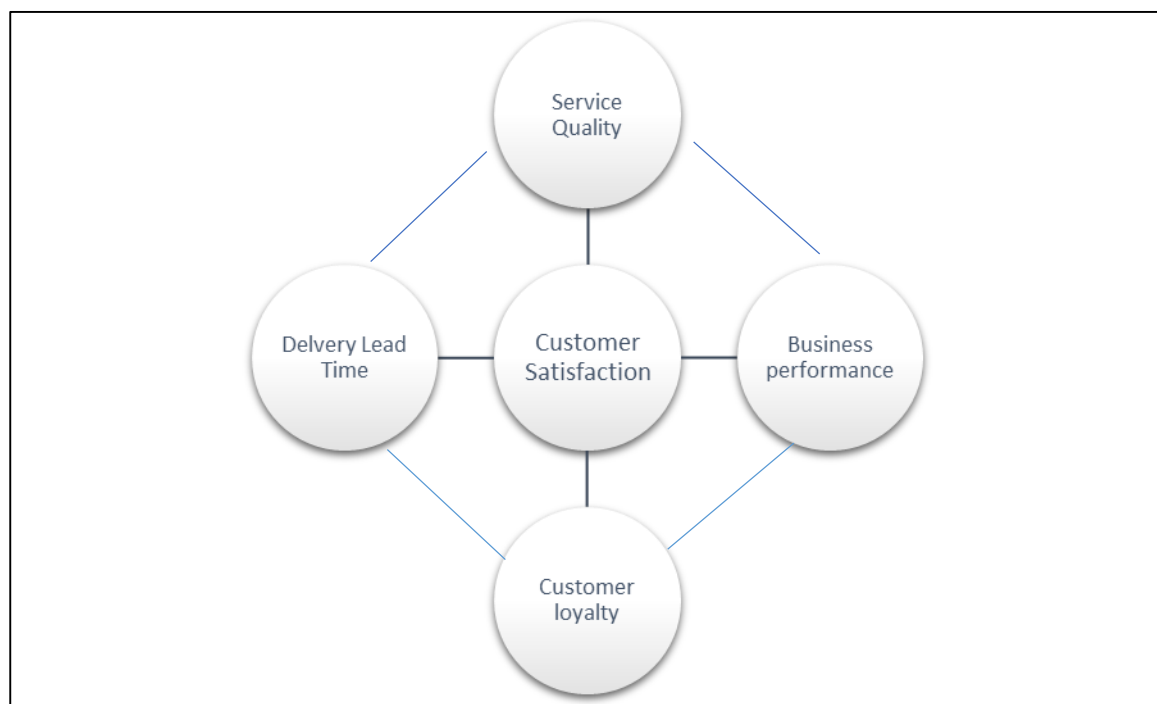 Service
Quality
Delvery Lead
Time
Customer
Satisfaction
Business
performance
Customer
loyalty